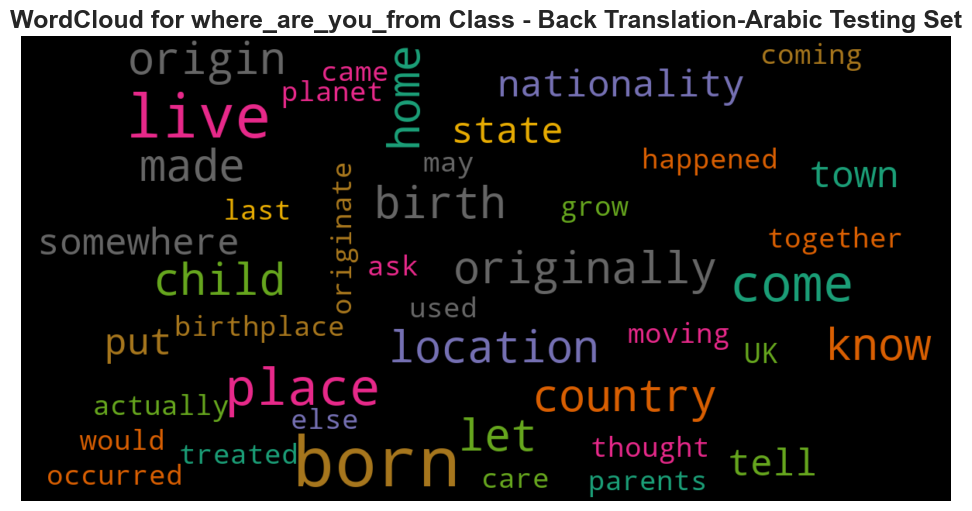 WordCloud for where_are_you_from Class - Back Translation-Arabic Testing Set
origin
came
home
coming
planet
nationality
live
state
made
may
happened
town
originate
birth
last
grow
somewhere
together
ask
originally
child
come
used
birthplace
put
location
moving
UK
know
place
country
actually
else
let
would
thought
treated
born
tell
occurred
care
parents